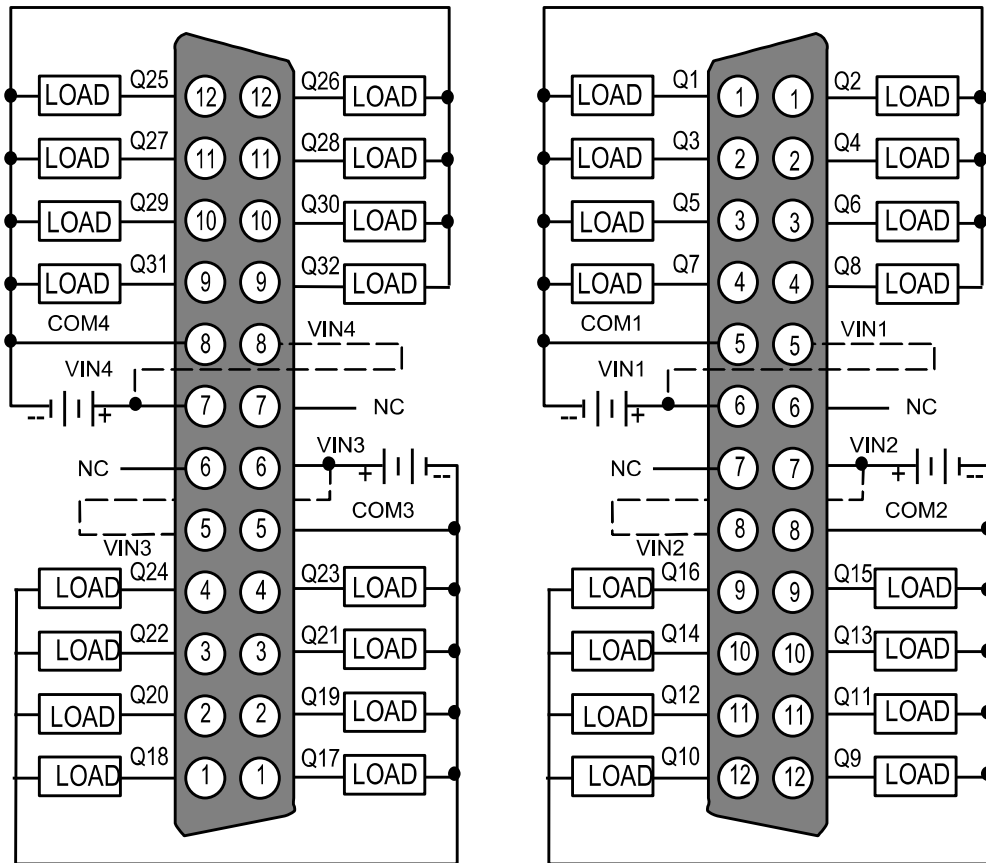 LOAD Q25 12 12 Q26 LOAD
LOAD Q27 11 11 Q28 LOAD
LOAD Q29 10 10 Q30 LOAD
LOAD Q31 9 9 Q32 LOAD
COM4 8 8 VIN4
VIN4
-- + 7 7 NC
VIN3
NC 6 6 + --
COM3
5 5
VIN3
LOAD Q24 4 4 Q23 LOAD
LOAD Q22 3 3 Q21 LOAD
LOAD Q20 2 2 Q19 LOAD
LOAD Q18 1 1 Q17 LOAD
LOAD Q1 1 1 Q2 LOAD
LOAD Q3 2 2 Q4 LOAD
LOAD Q5 3 3 Q6 LOAD
LOAD Q7 4 4 Q8 LOAD
COM1 5 5 VIN1
VIN1
-- + 6 6 NC
VIN2
NC 7 7 + --
COM2
8 8
VIN2
LOAD Q16 9 9 Q15 LOAD
LOAD Q14 10 10 Q13 LOAD
LOAD Q12 11 11 Q11 LOAD
LOAD Q10 12 12 Q9 LOAD